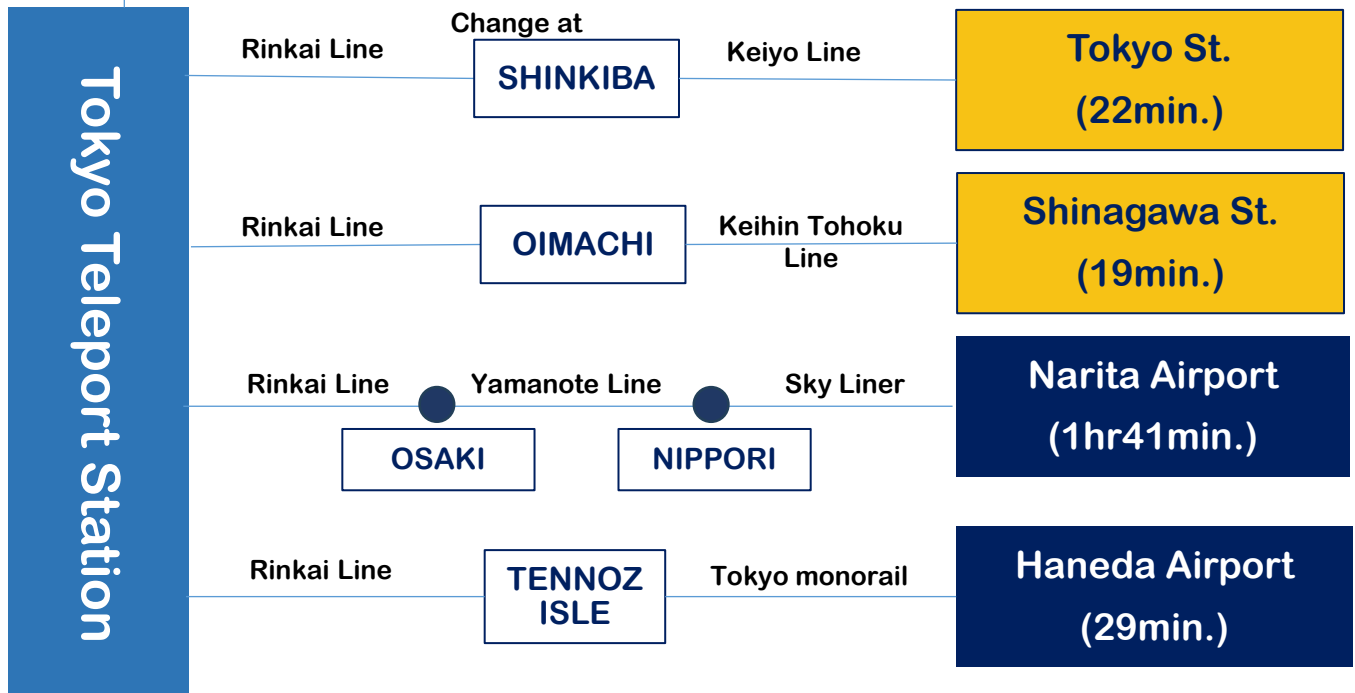 Tokyo Teleport Station
Change at
Rinkai Line
SHINKIBA
Keiyo Line
Tokyo St.
(22min.)
Rinkai Line
OIMACHI
Keihin Tohoku
Line
Shinagawa St.
(19min.)
Rinkai Line
Yamanote Line
Sky Liner
OSAKI
NIPPORI
Narita Airport
(1hr41min.)
Rinkai Line
TENNOZ
ISLE
Tokyo monorail
Haneda Airport
(29min.)